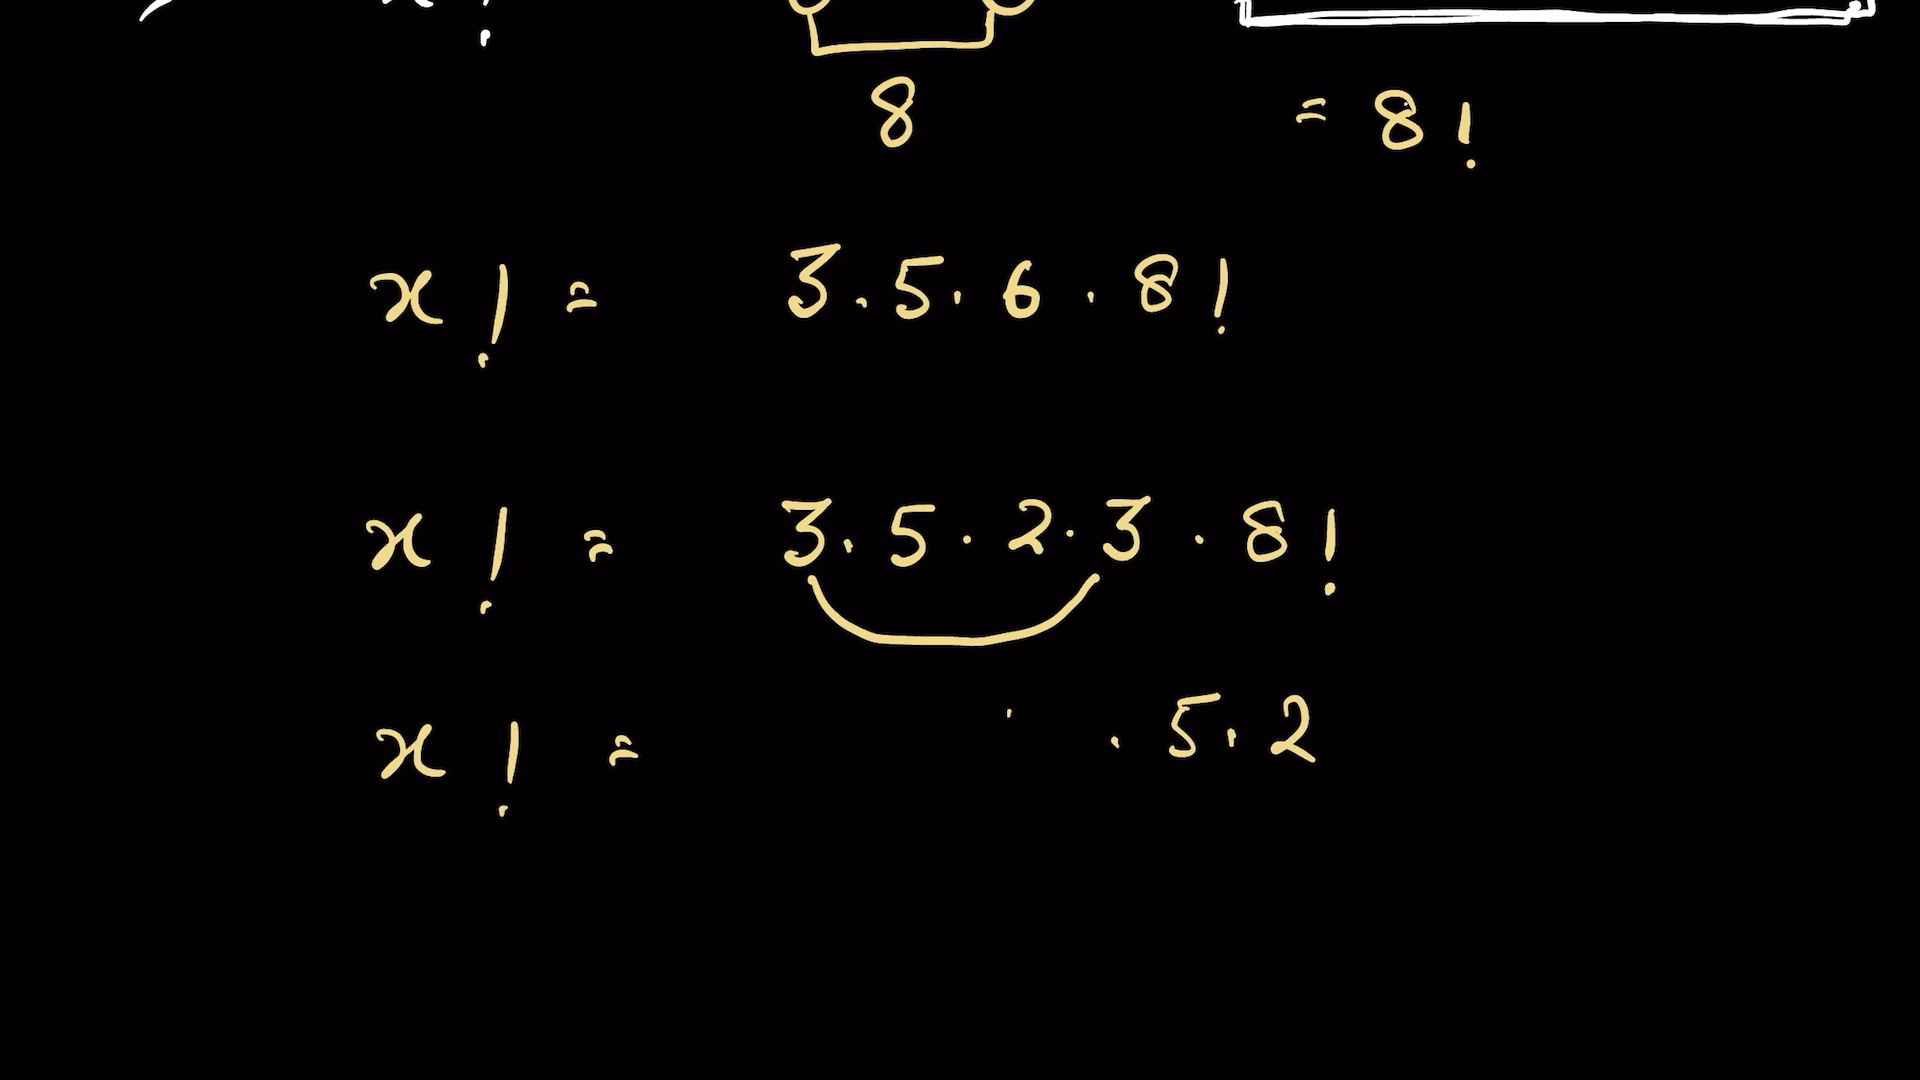 x!
8 = 8!
x! = 3.5.6.8!
x! = 3.5.2.3.8!
x! = .5.2